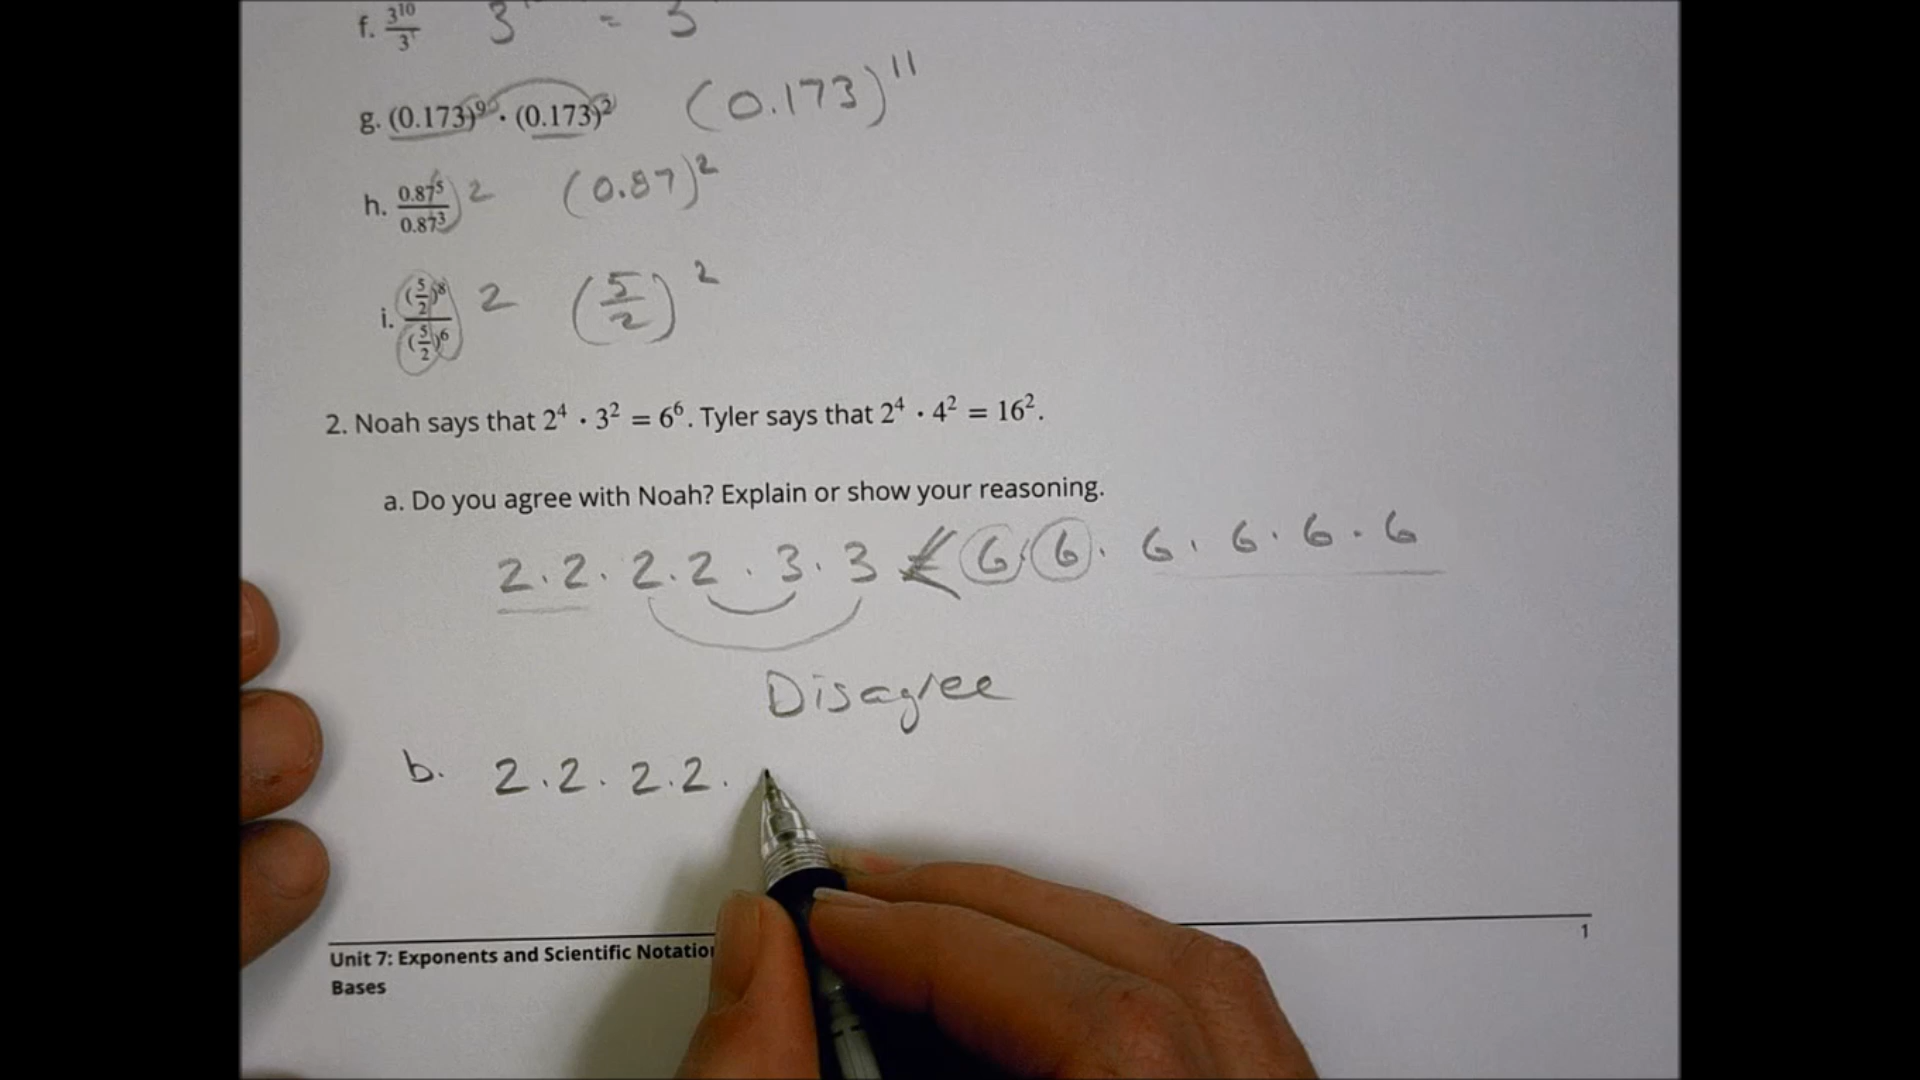 f. 3^10/3^1 3 = 3
g. (0.173)^9 · (0.173)^2 (0.173)^11
h. 0.87^5/0.87^3 2 (0.87)^2
i. (5/2)^8/(5/2)^6 2 (5/2)^2
2. Noah says that 2^4 · 3^2 = 6^6. Tyler says that 2^4 · 4^2 = 16^2.
a. Do you agree with Noah? Explain or show your reasoning.
2 · 2 · 2 · 2 · 3 · 3 ≠ 6 · 6 · 6 · 6 · 6 · 6
Disagree
b. 2 · 2 · 2 · 2 ·
Unit 7: Exponents and Scientific Notation
1
Bases